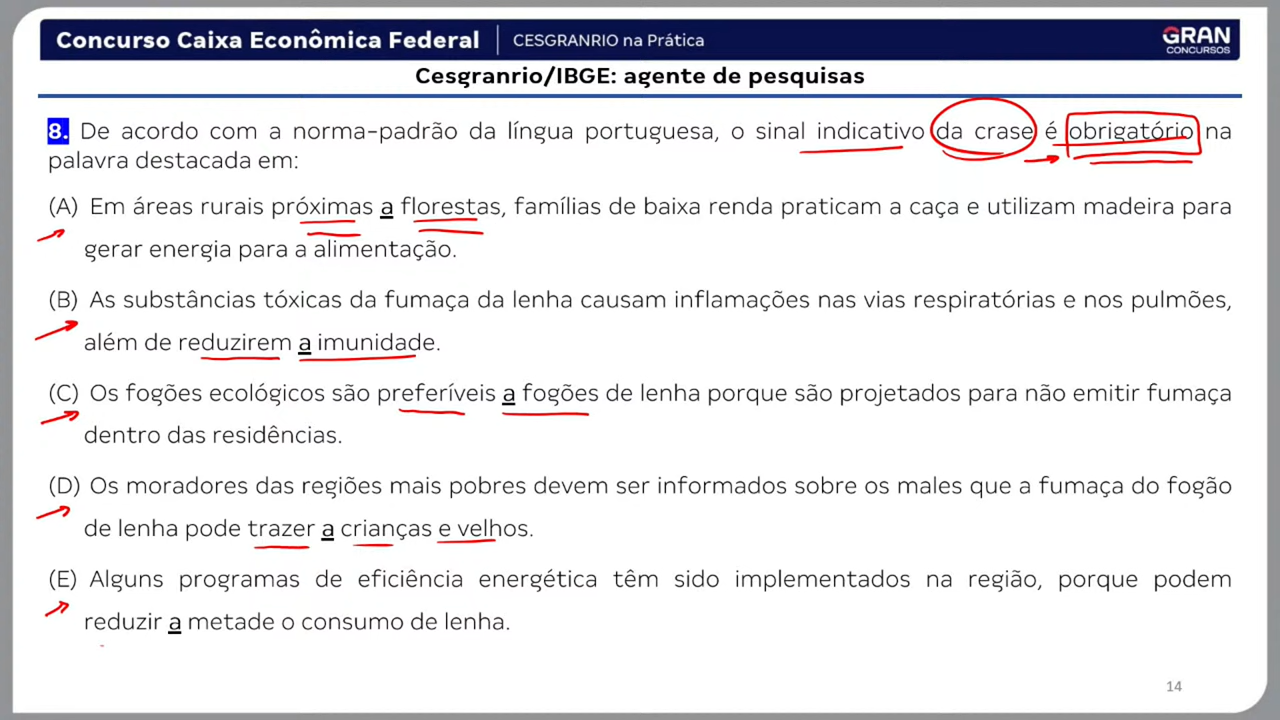 Concurso Caixa Econômica Federal | CESGRANRIO na Prática
GRAN
CONCURSOS
Cesgranrio/IBGE: agente de pesquisas
8. De acordo com a norma-padrão da língua portuguesa, o sinal indicativo da crase é obrigatório na
palavra destacada em:
(A) Em áreas rurais próximas a florestas, famílias de baixa renda praticam a caça e utilizam madeira para
gerar energia para a alimentação.
(B) As substâncias tóxicas da fumaça da lenha causam inflamações nas vias respiratórias e nos pulmões,
além de reduzirem a imunidade.
(C) Os fogões ecológicos são preferíveis a fogões de lenha porque são projetados para não emitir fumaça
dentro das residências.
(D) Os moradores das regiões mais pobres devem ser informados sobre os males que a fumaça do fogão
de lenha pode trazer a crianças e velhos.
(E) Alguns programas de eficiência energética têm sido implementados na região, porque podem
reduzir a metade o consumo de lenha.
14